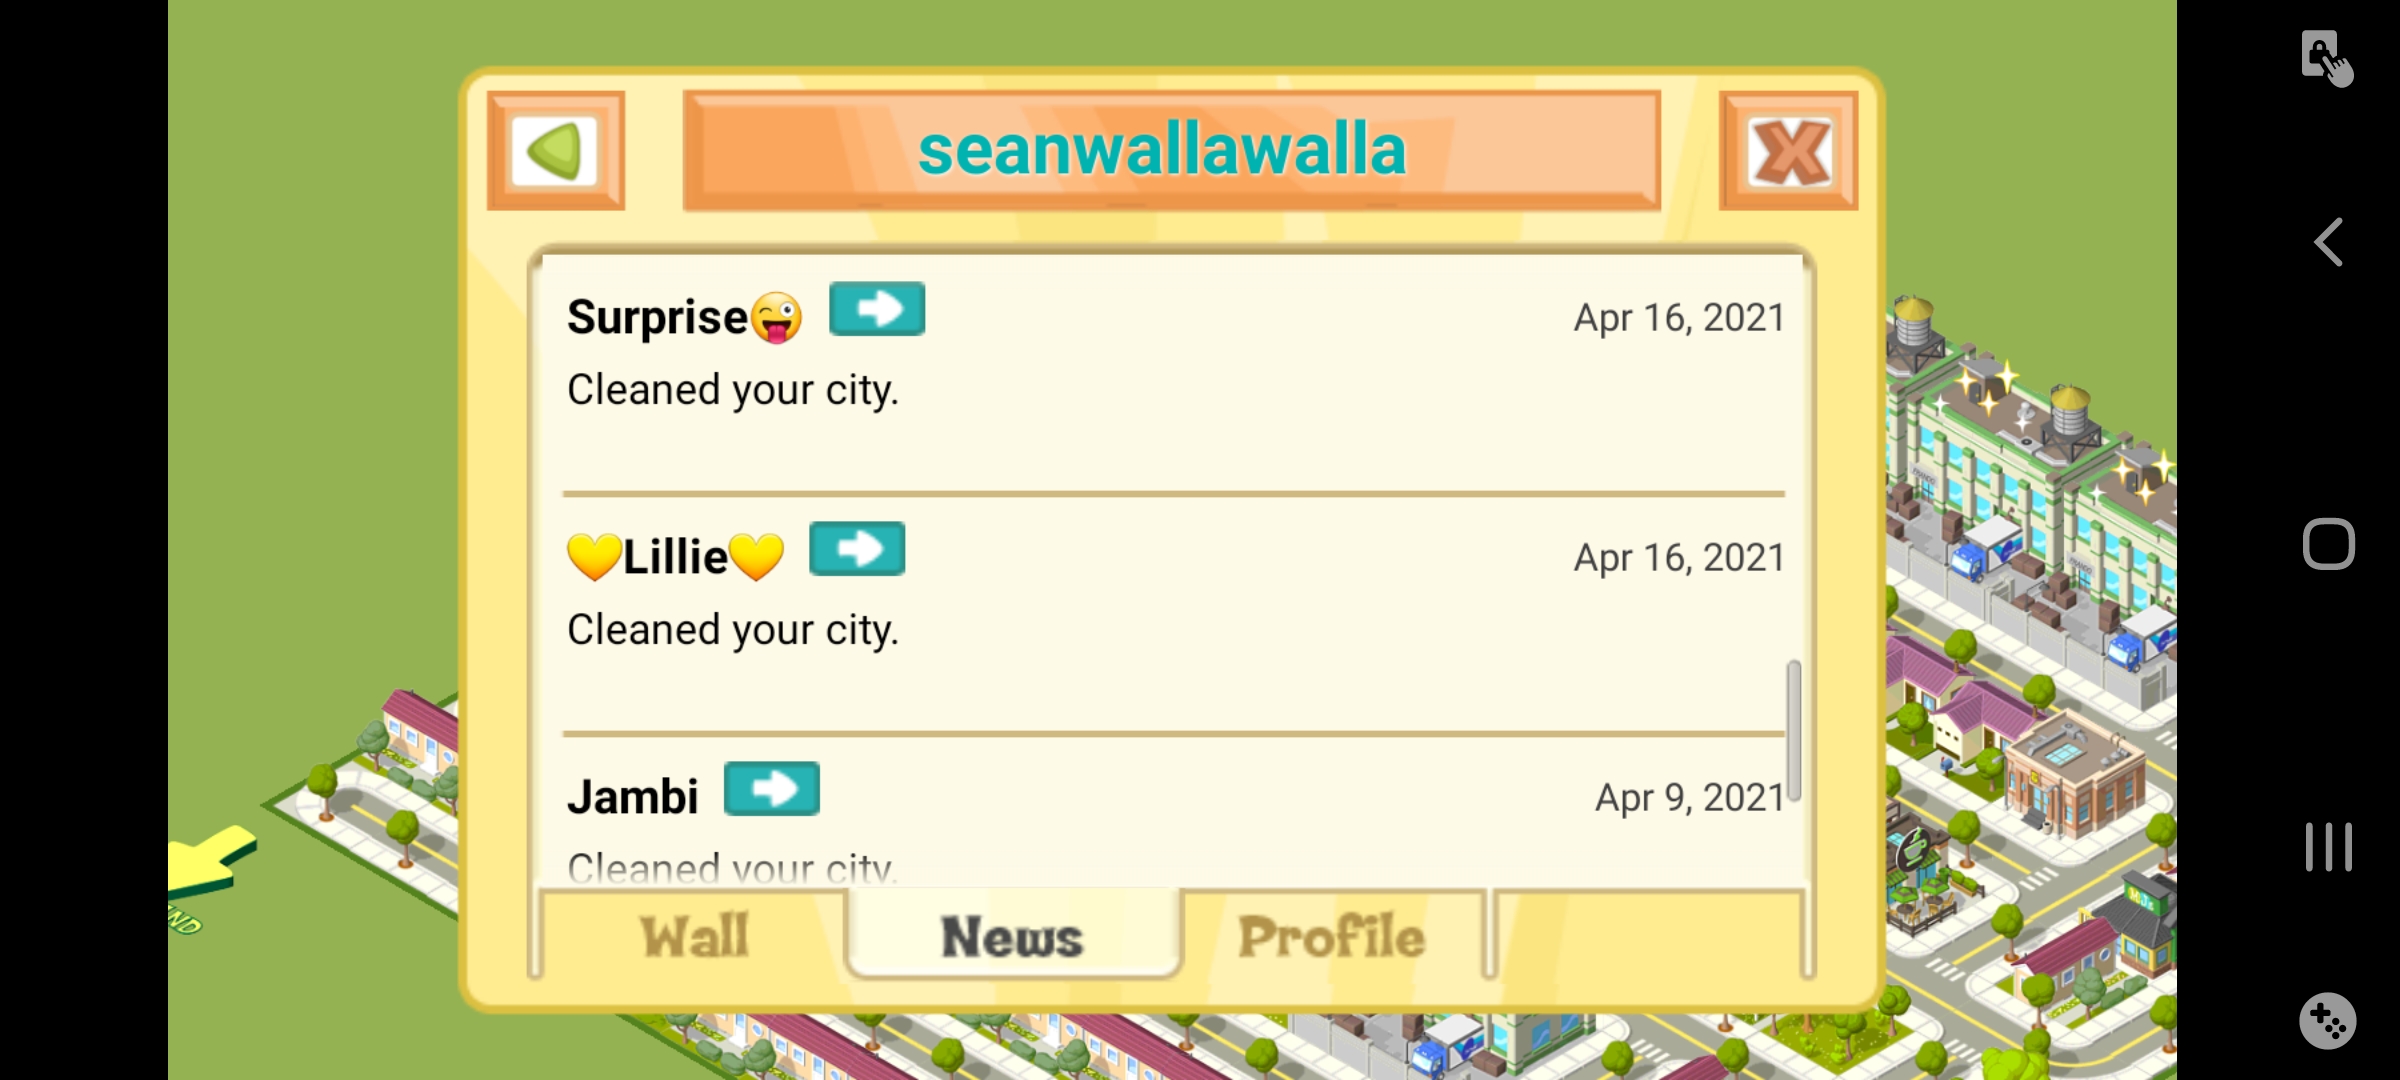 seanwallawalla
Surprise😜
Apr 16, 2021
Cleaned your city.
💛Lillie💛
Apr 16, 2021
Cleaned your city.
Jambi
Apr 9, 2021
Cleaned your city.
Wall
News
Profile